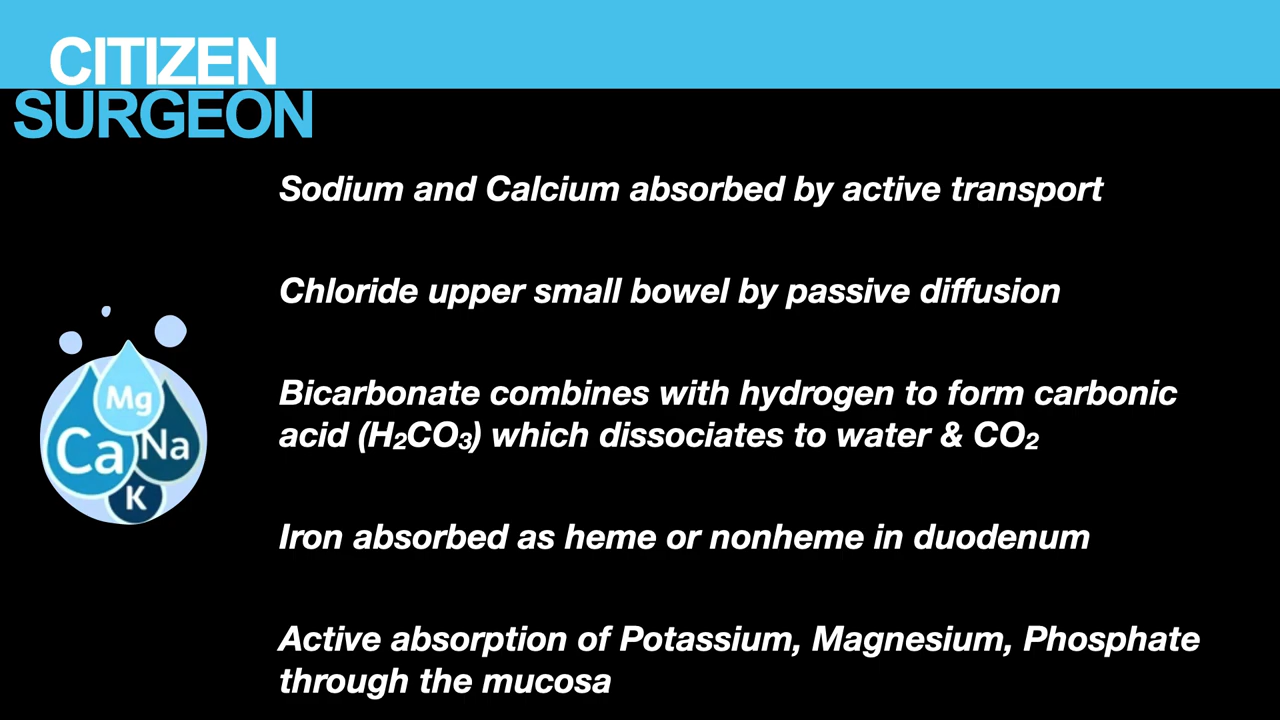 CITIZEN
SURGEON
Sodium and Calcium absorbed by active transport
Chloride upper small bowel by passive diffusion
Bicarbonate combines with hydrogen to form carbonic
acid (H₂CO₃) which dissociates to water & CO₂
Mg
Ca
Na
K
Iron absorbed as heme or nonheme in duodenum
Active absorption of Potassium, Magnesium, Phosphate
through the mucosa